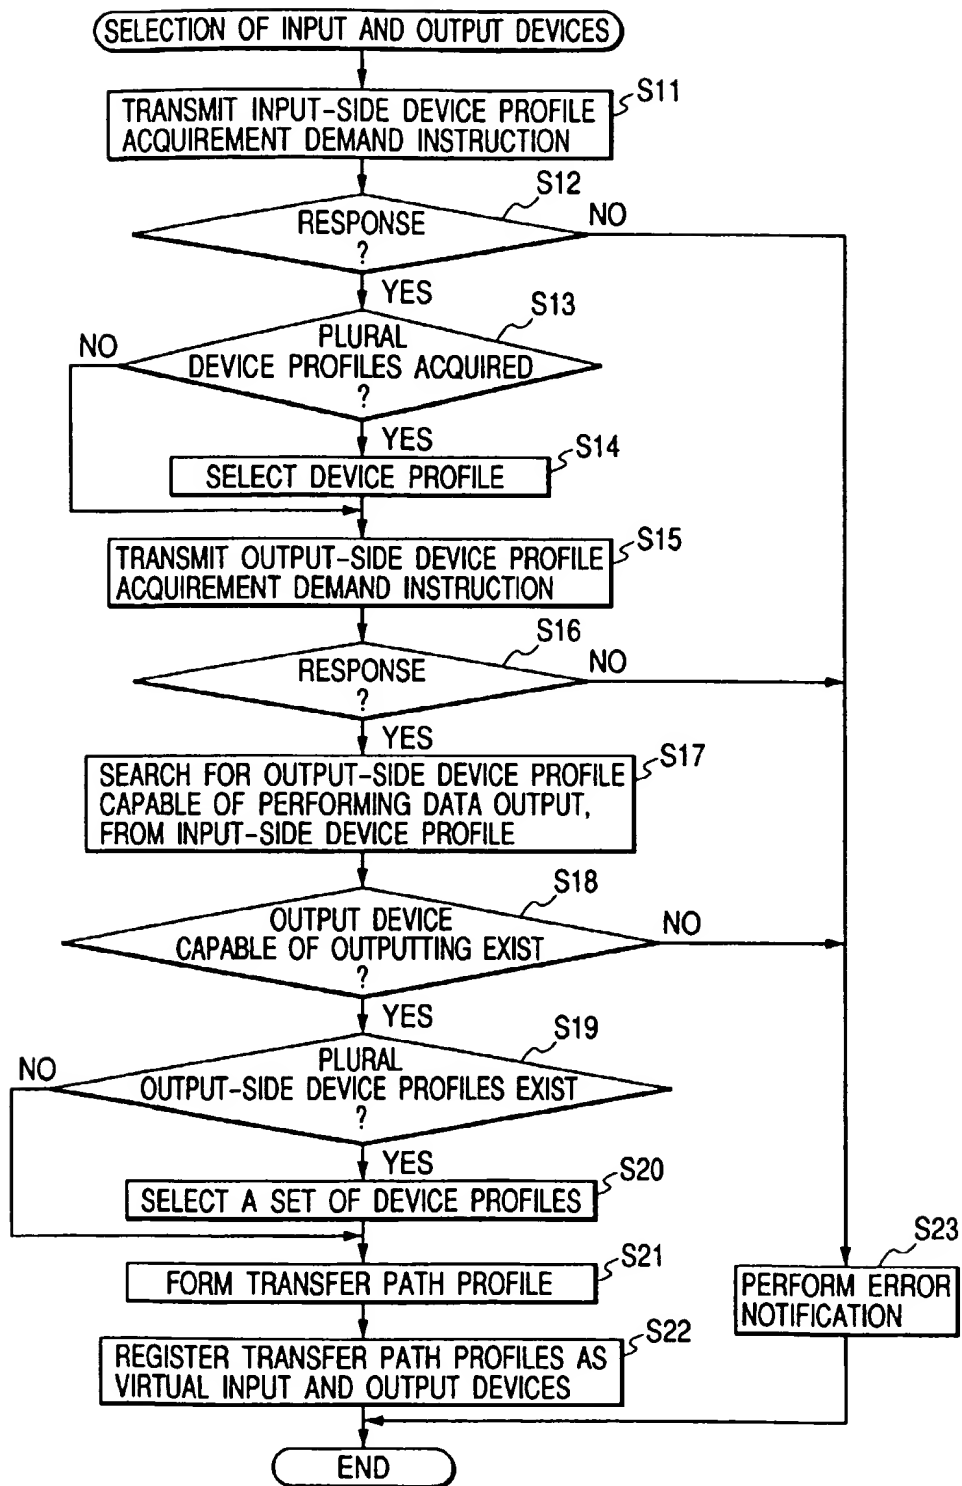 SELECTION OF INPUT AND OUTPUT DEVICES
S11
TRANSMIT INPUT-SIDE DEVICE PROFILE
ACQUIREMENT DEMAND INSTRUCTION
S12
RESPONSE
?
NO
YES
S13
PLURAL
DEVICE PROFILES ACQUIRED
?
NO
YES
S14
SELECT DEVICE PROFILE
S15
TRANSMIT OUTPUT-SIDE DEVICE PROFILE
ACQUIREMENT DEMAND INSTRUCTION
S16
RESPONSE
?
NO
YES
S17
SEARCH FOR OUTPUT-SIDE DEVICE PROFILE
CAPABLE OF PERFORMING DATA OUTPUT,
FROM INPUT-SIDE DEVICE PROFILE
S18
OUTPUT DEVICE
CAPABLE OF OUTPUTTING EXIST
?
NO
YES
S19
PLURAL
OUTPUT-SIDE DEVICE PROFILES EXIST
?
NO
YES
S20
SELECT A SET OF DEVICE PROFILES
S21
FORM TRANSFER PATH PROFILE
S23
PERFORM ERROR
NOTIFICATION
S22
REGISTER TRANSFER PATH PROFILES AS
VIRTUAL INPUT AND OUTPUT DEVICES
END